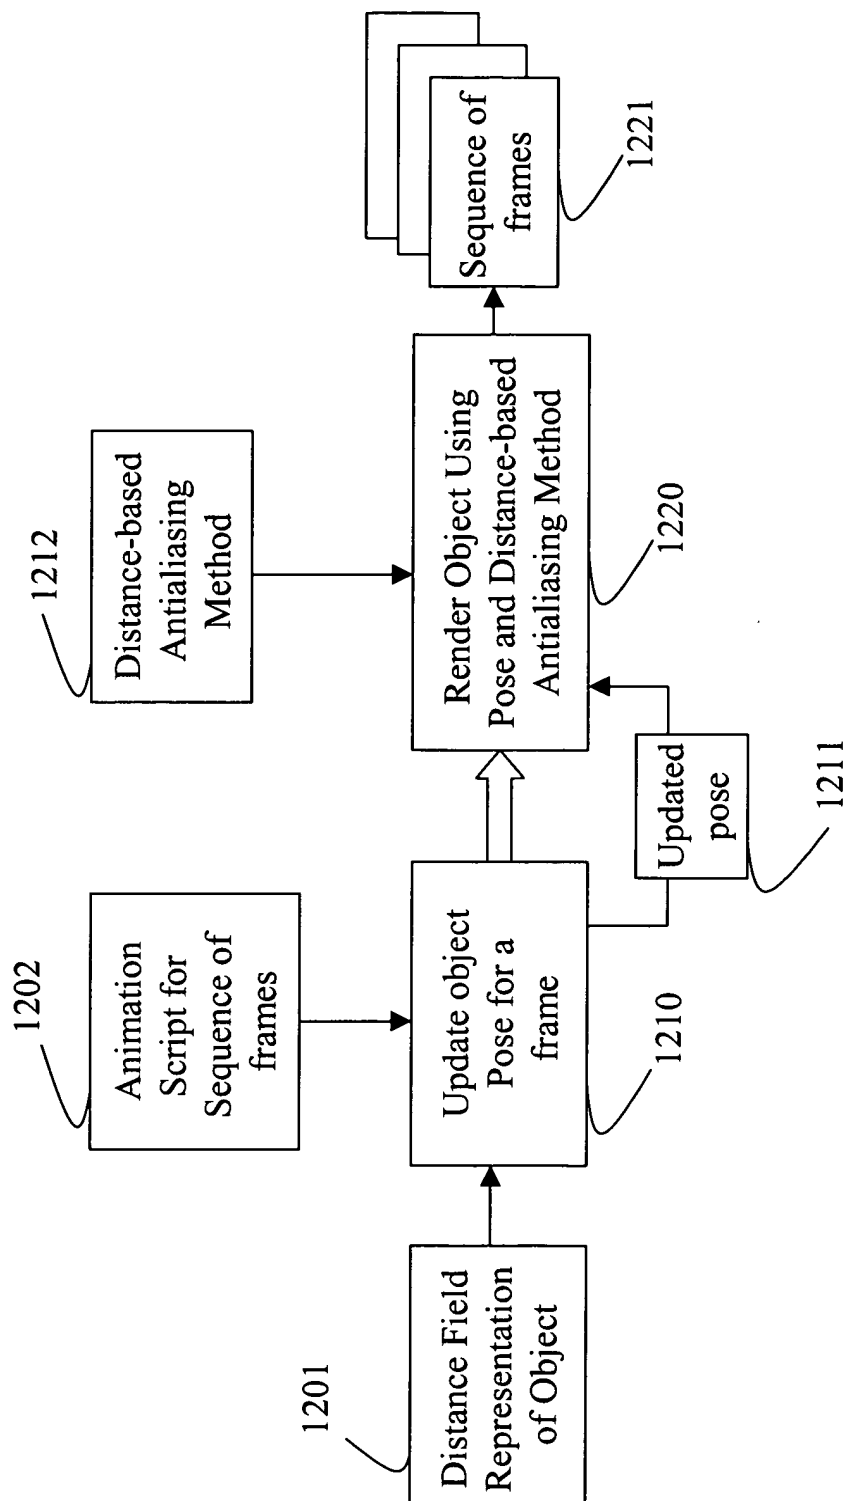 1201
Distance Field
Representation
of Object
1202
Animation
Script for
Sequence of
frames
1210
Update object
Pose for a
frame
1211
Updated
pose
1212
Distance-based
Antialiasing
Method
1220
Render Object Using
Pose and Distance-based
Antialiasing Method
Sequence of
frames
1221